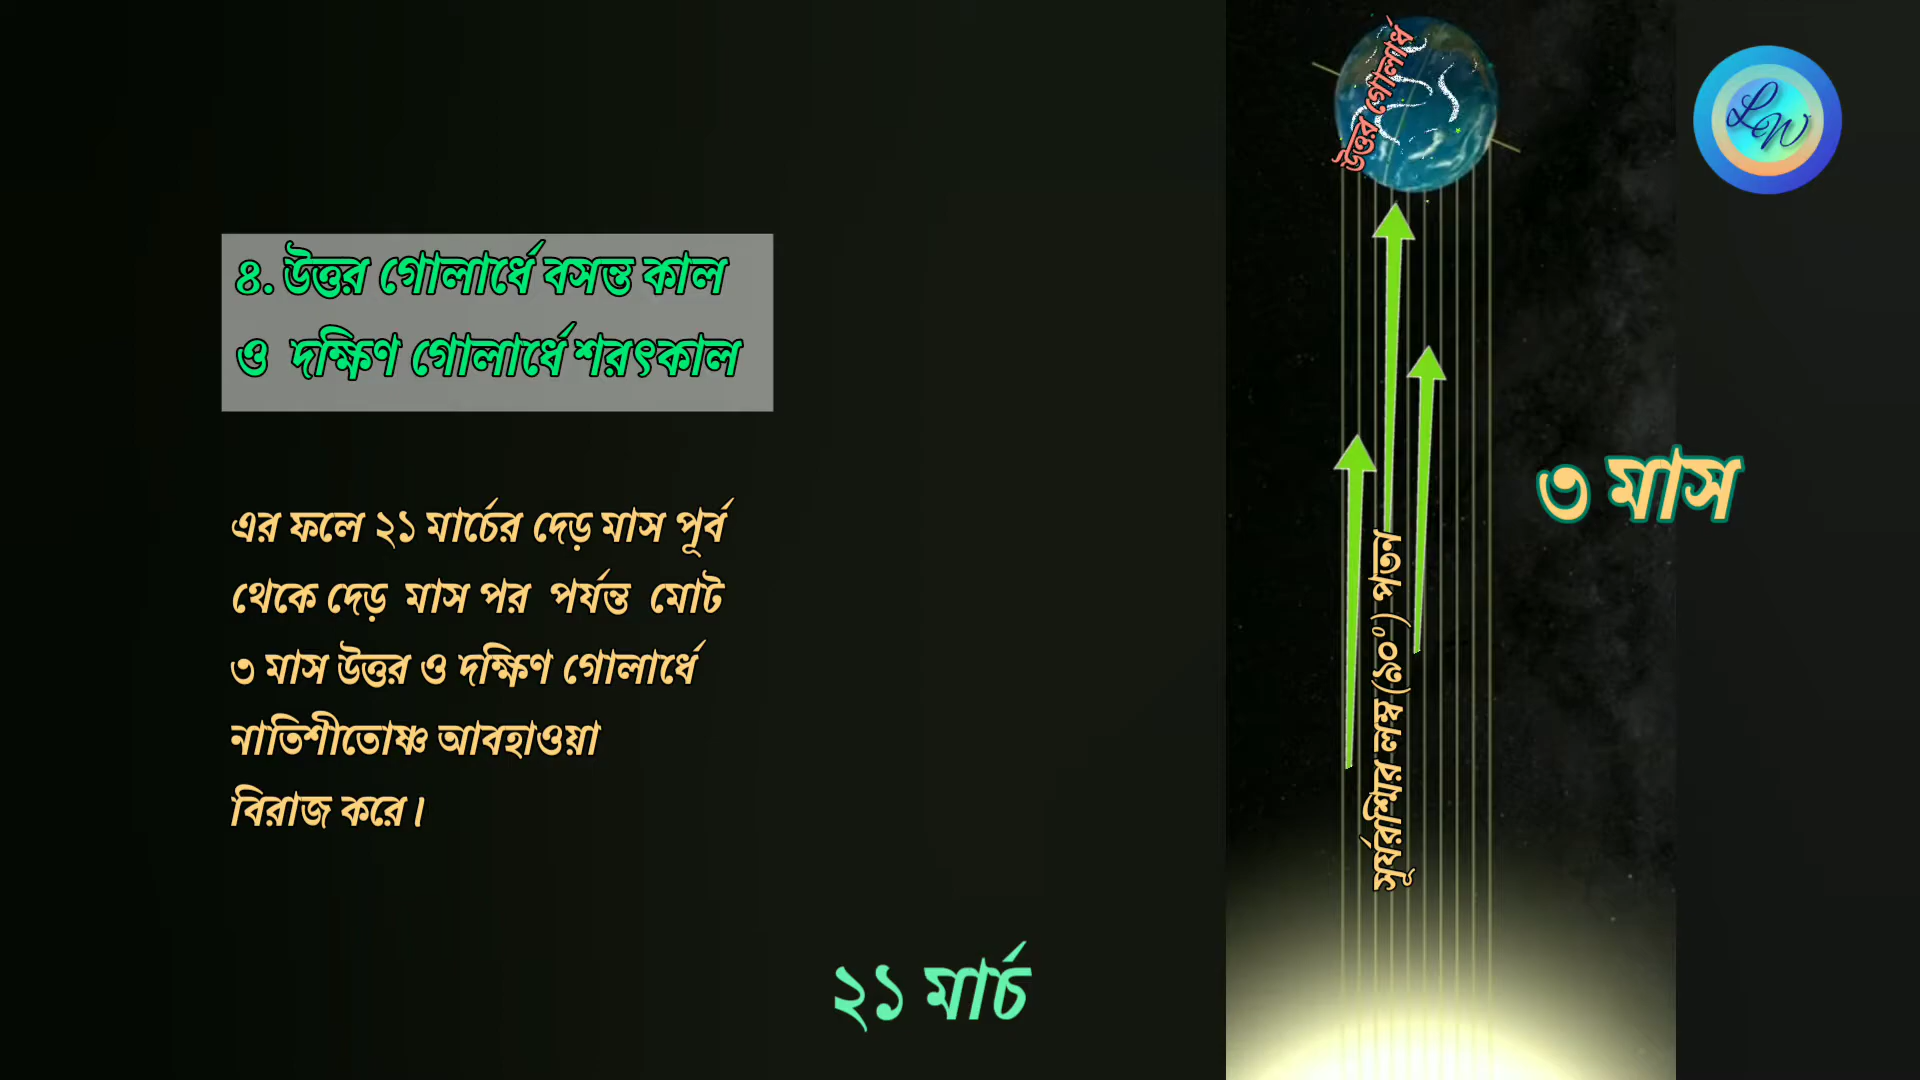 ৪. উত্তর গোলার্ধে বসন্ত কাল
ও দক্ষিণ গোলার্ধে শরৎকাল
এর ফলে ২১ মার্চের দেড় মাস পূর্ব
থেকে দেড় মাস পর পর্যন্ত মোট
৩ মাস উত্তর ও দক্ষিণ গোলার্ধে
নাতিশীতোষ্ণ আবহাওয়া
বিরাজ করে।
২১ মার্চ
উত্তর গোলার্ধ
সূর্যরশ্মির লম্ব (৯০°) পতন
৩ মাস
LW